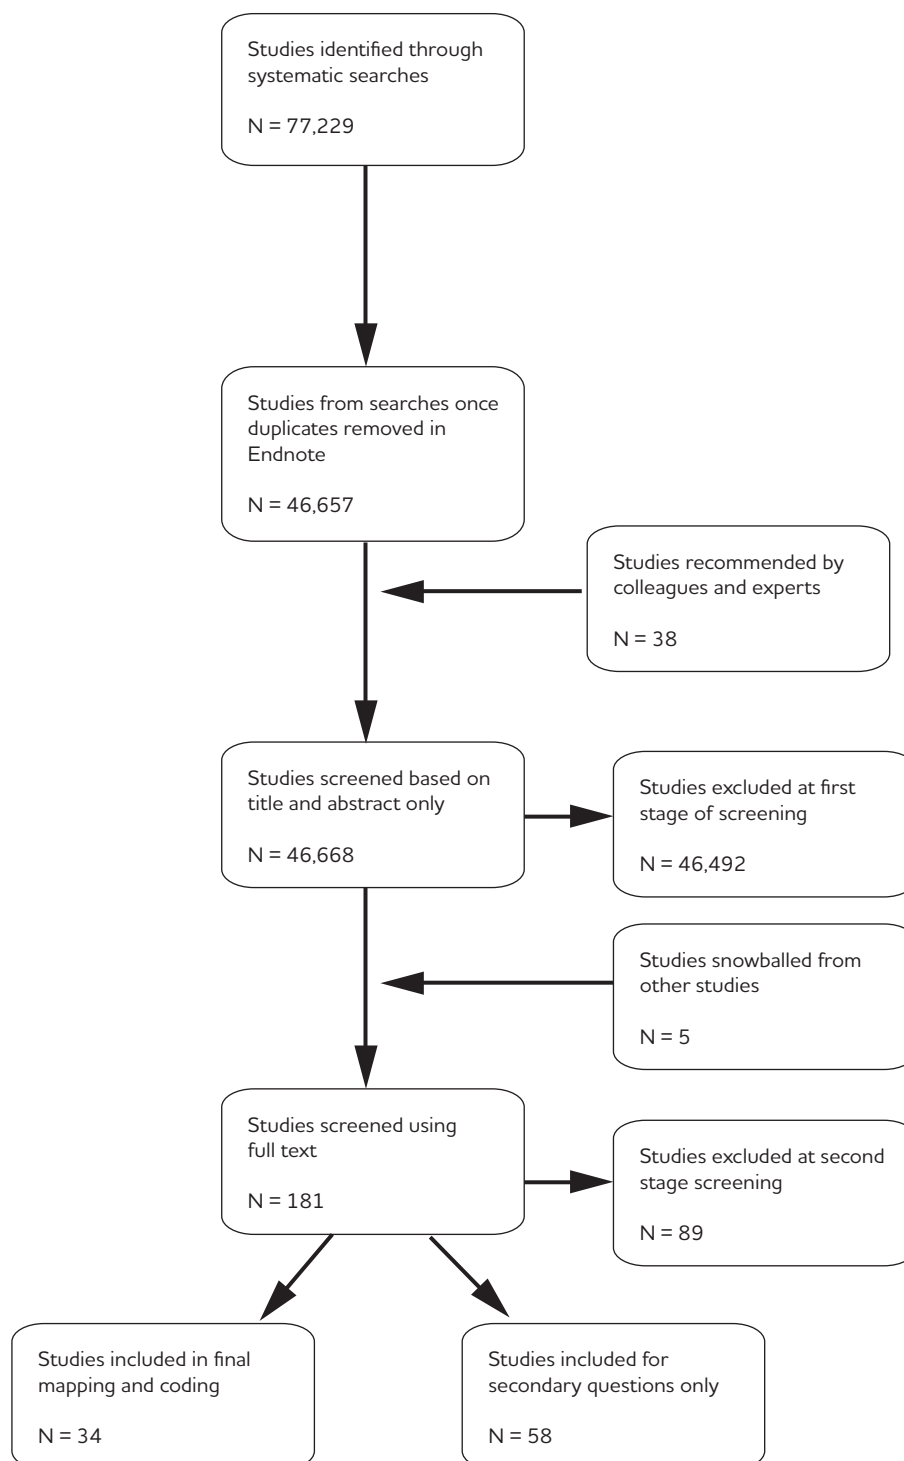 Studies identified through
systematic searches
N = 77,229
Studies from searches once
duplicates removed in
Endnote
N = 46,657
Studies recommended by
colleagues and experts
N = 38
Studies screened based on
title and abstract only
N = 46,668
Studies excluded at first
stage of screening
N = 46,492
Studies snowballed from
other studies
N = 5
Studies screened using
full text
N = 181
Studies excluded at second
stage screening
N = 89
Studies included in final
mapping and coding
N = 34
Studies included for
secondary questions only
N = 58